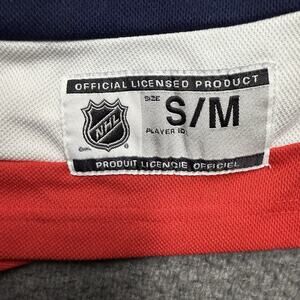 OFFICIAL LICENSED PRODUCT
NHL
SIZE
S/M
PLAYER ID:
PRODUIT LICENCIÉ OFFICIEL